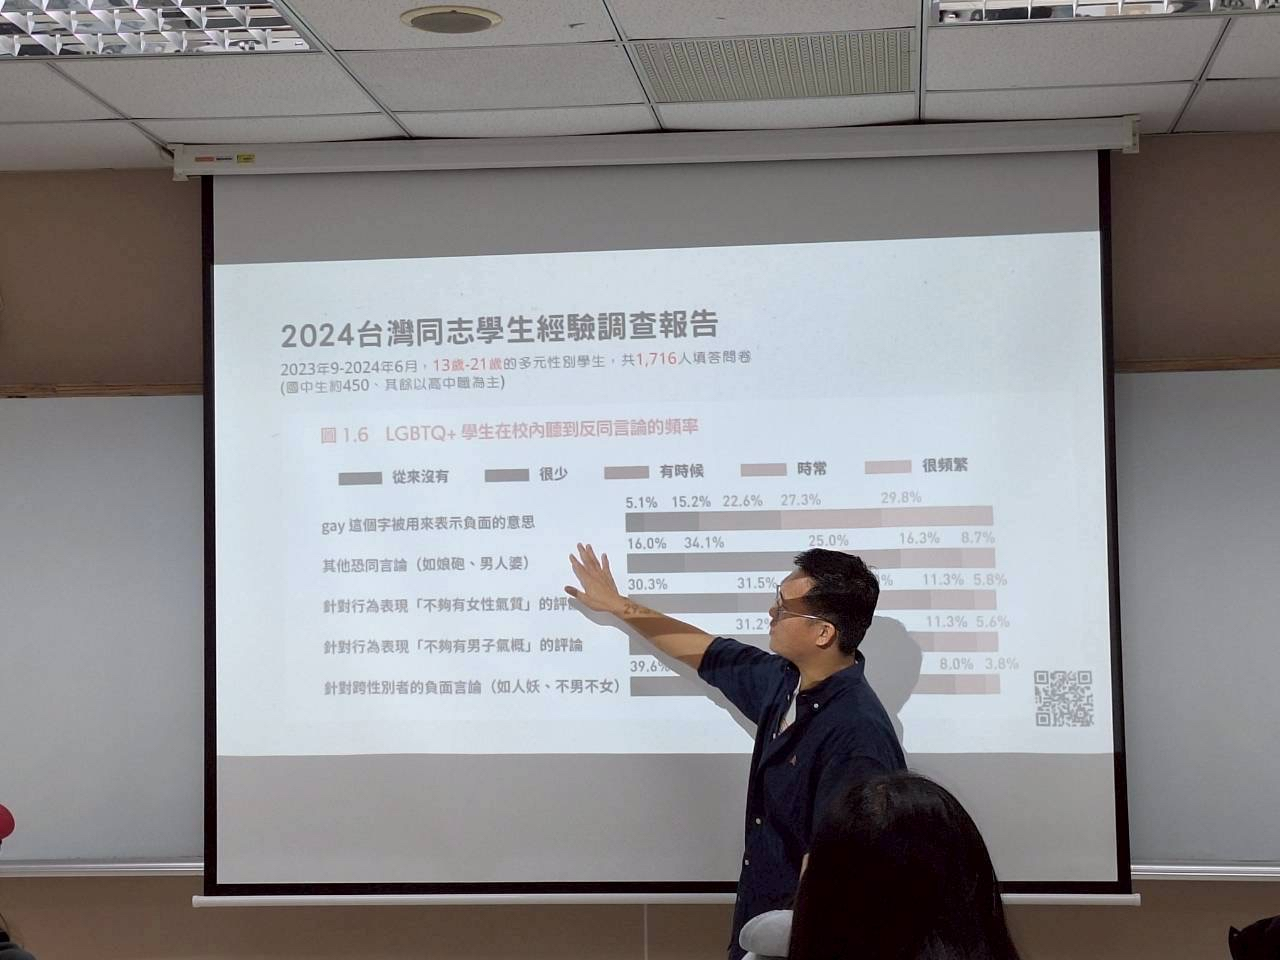 2024台灣同志學生經驗調查報告
2023年9-2024年6月，13歲-21歲的多元性別學生，共1,716人填答問卷
(國中生約450、其餘以高中職為主)
圖 1.6 LGBTQ+ 學生在校內聽到反同言論的頻率
從來沒有 很少 有時候 時常 很頻繁
5.1% 15.2% 22.6% 27.3% 29.8%
gay 這個字被用來表示負面的意思
16.0% 34.1% 25.0% 16.3% 8.7%
其他恐同言論（如娘砲、男人婆）
30.3% 31.5% % 11.3% 5.8%
針對行為表現「不夠有女性氣質」的評
31.2% 11.3% 5.6%
針對行為表現「不夠有男子氣概」的評論
39.6% 8.0% 3.8%
針對跨性別者的負面言論（如人妖、不男不女）